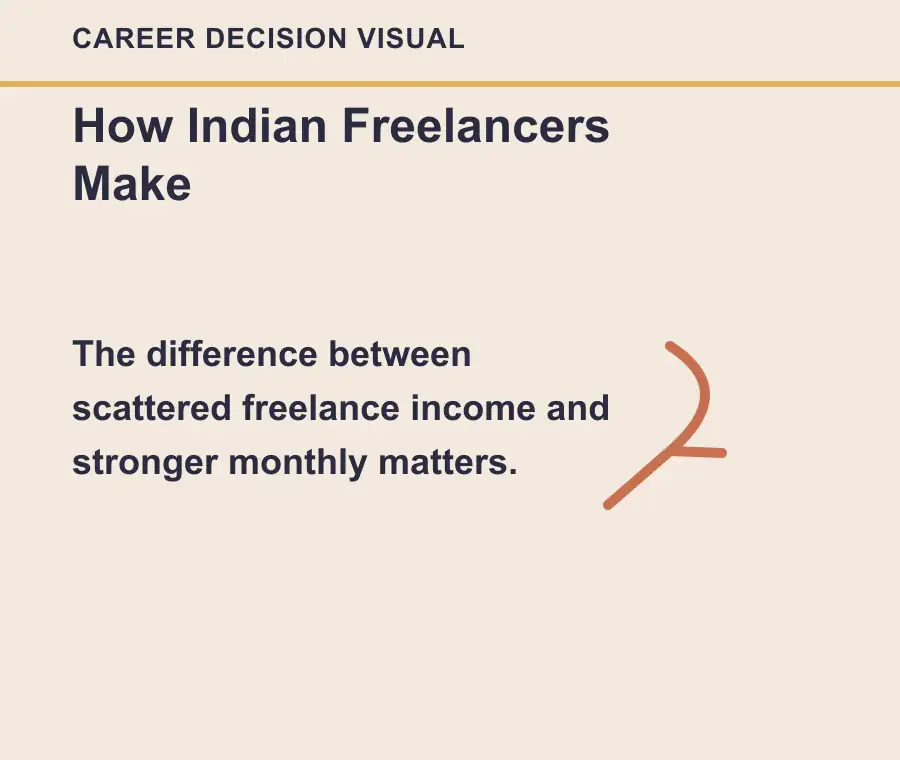 CAREER DECISION VISUAL
How Indian Freelancers
Make
The difference between
scattered freelance income and
stronger monthly matters.